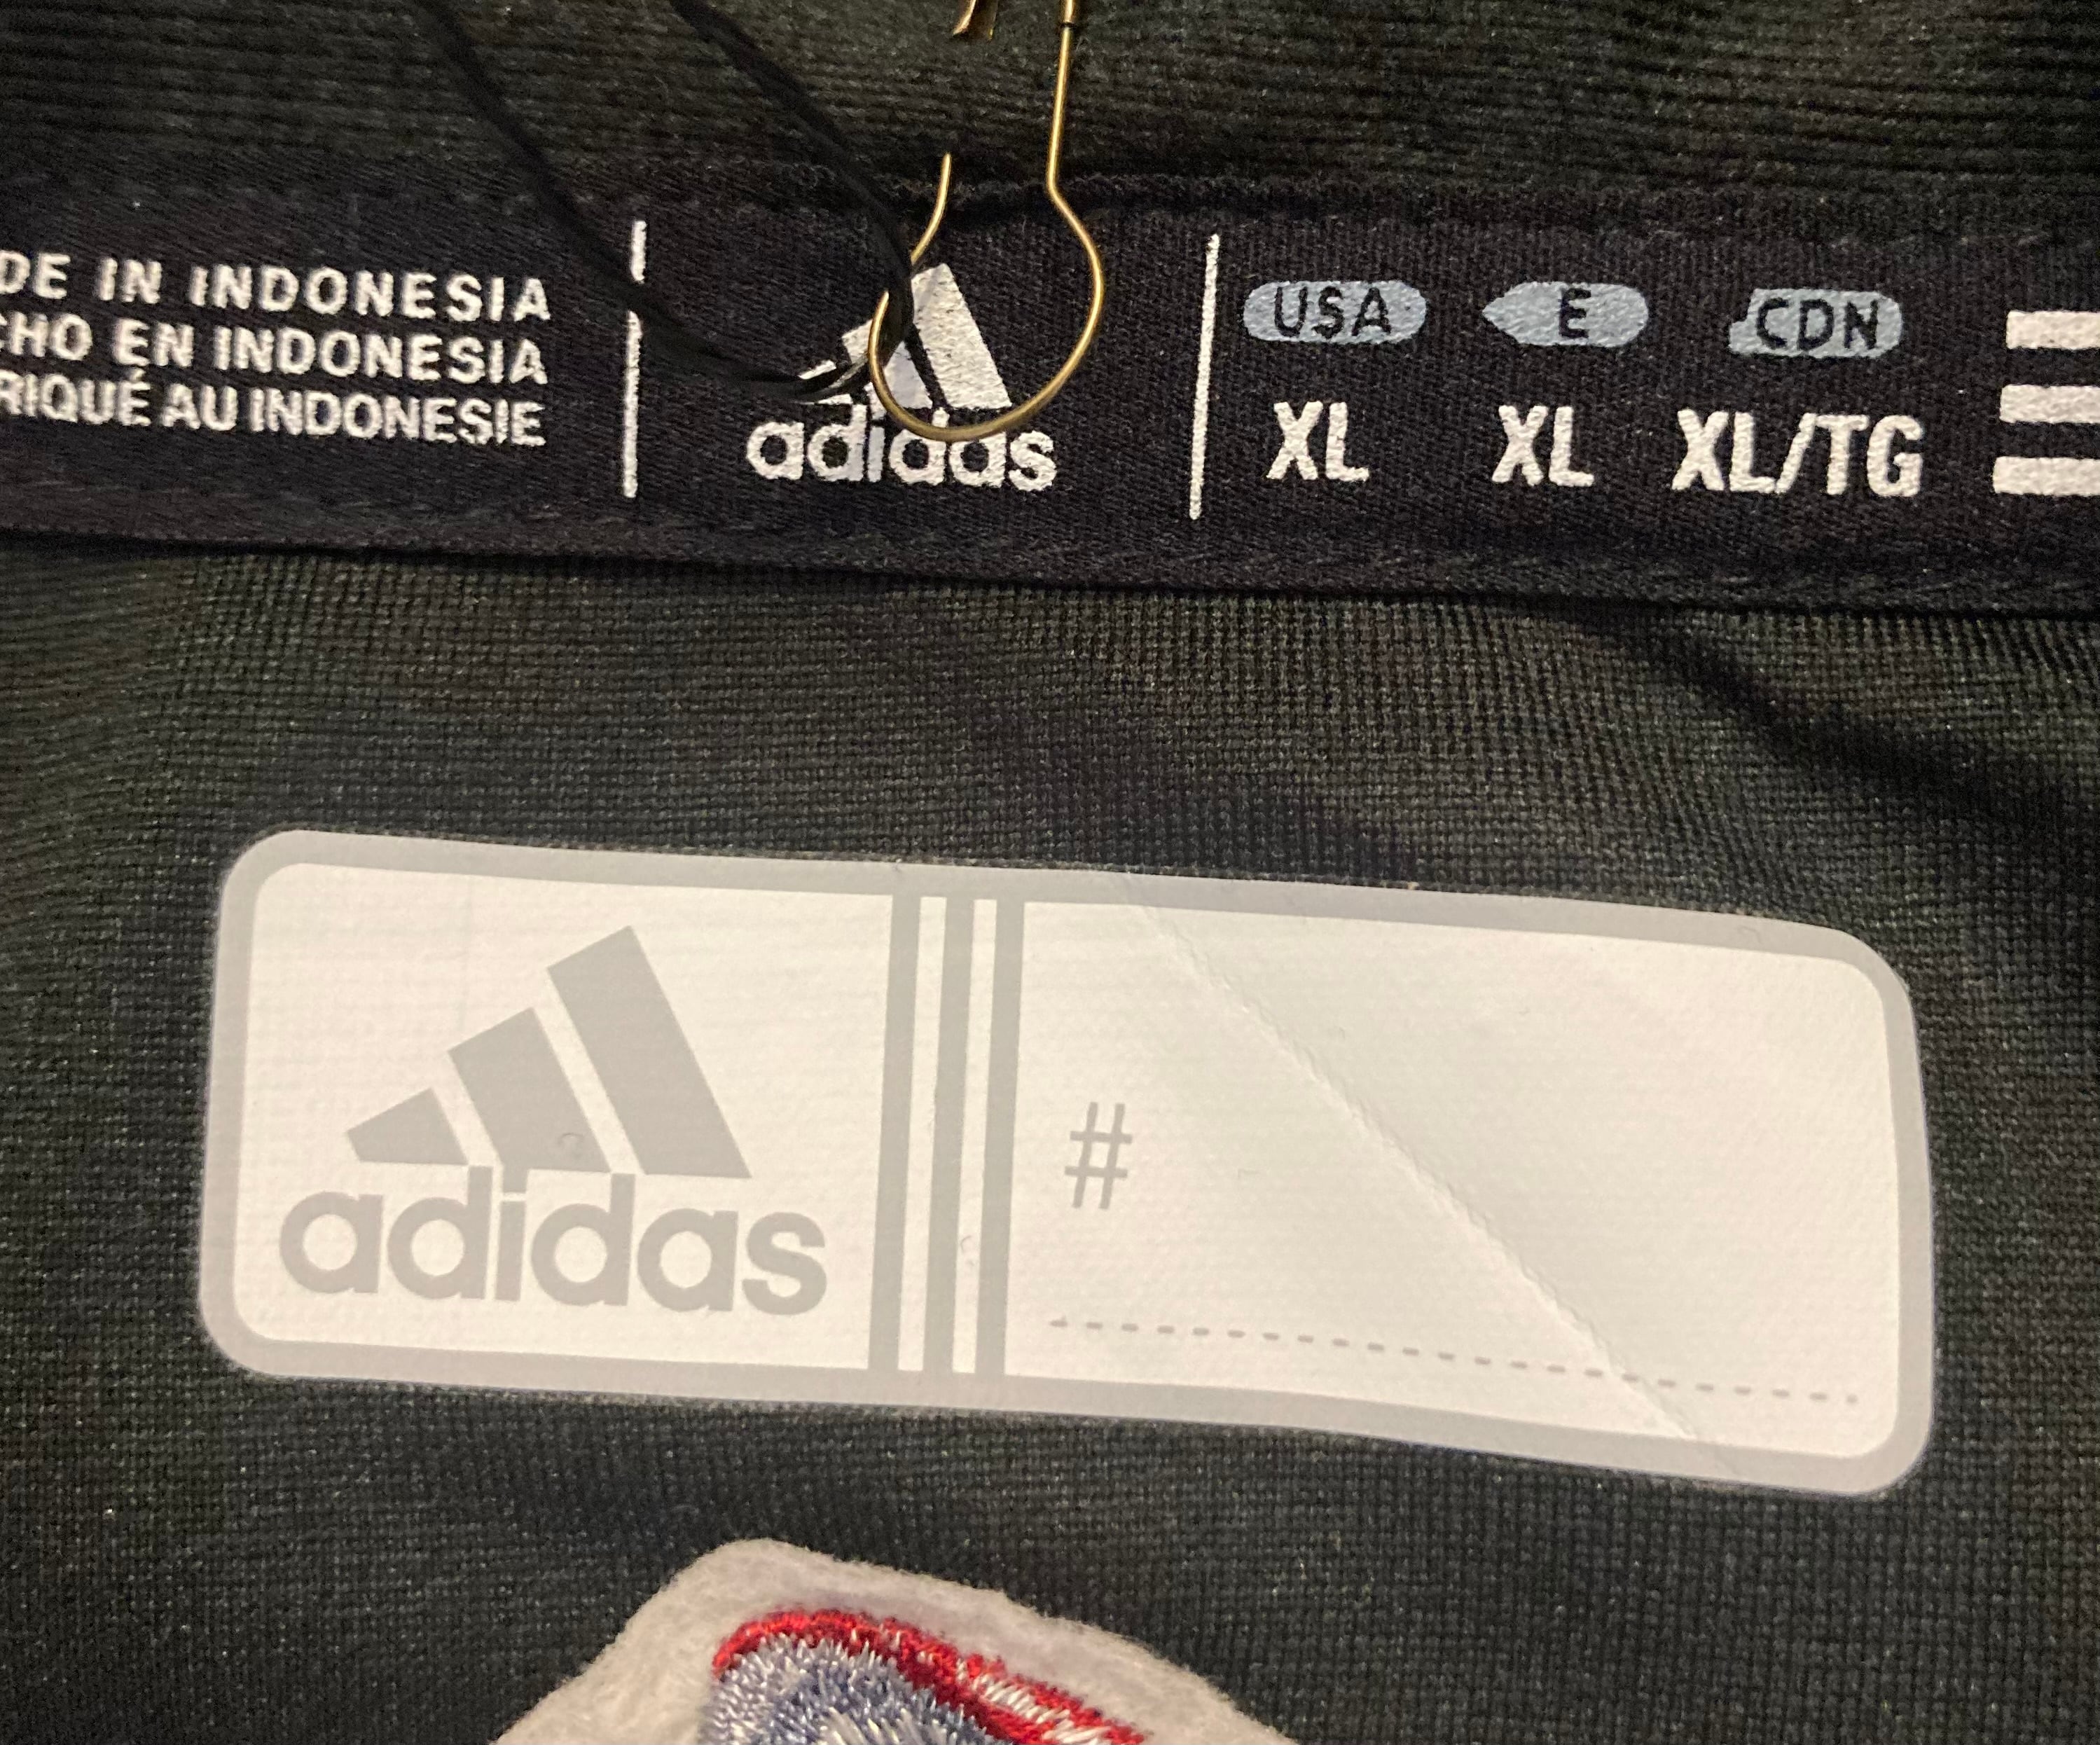 DE IN INDONESIA
CHO EN INDONESIA
RIQUÉ AU INDONESIE
adidas
USA E CDN
XL XL XL/TG
adidas
#